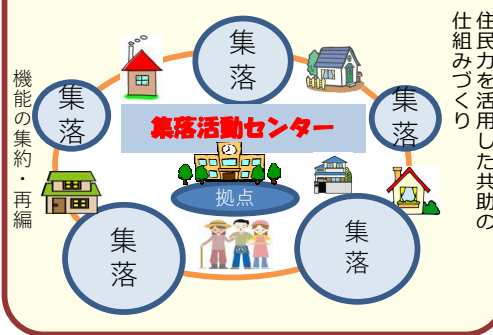 住民力を活用した共助の
仕組みづくり
集落
集落
集落
集落活動センター
拠点
機能の集約・再編
集落
集落